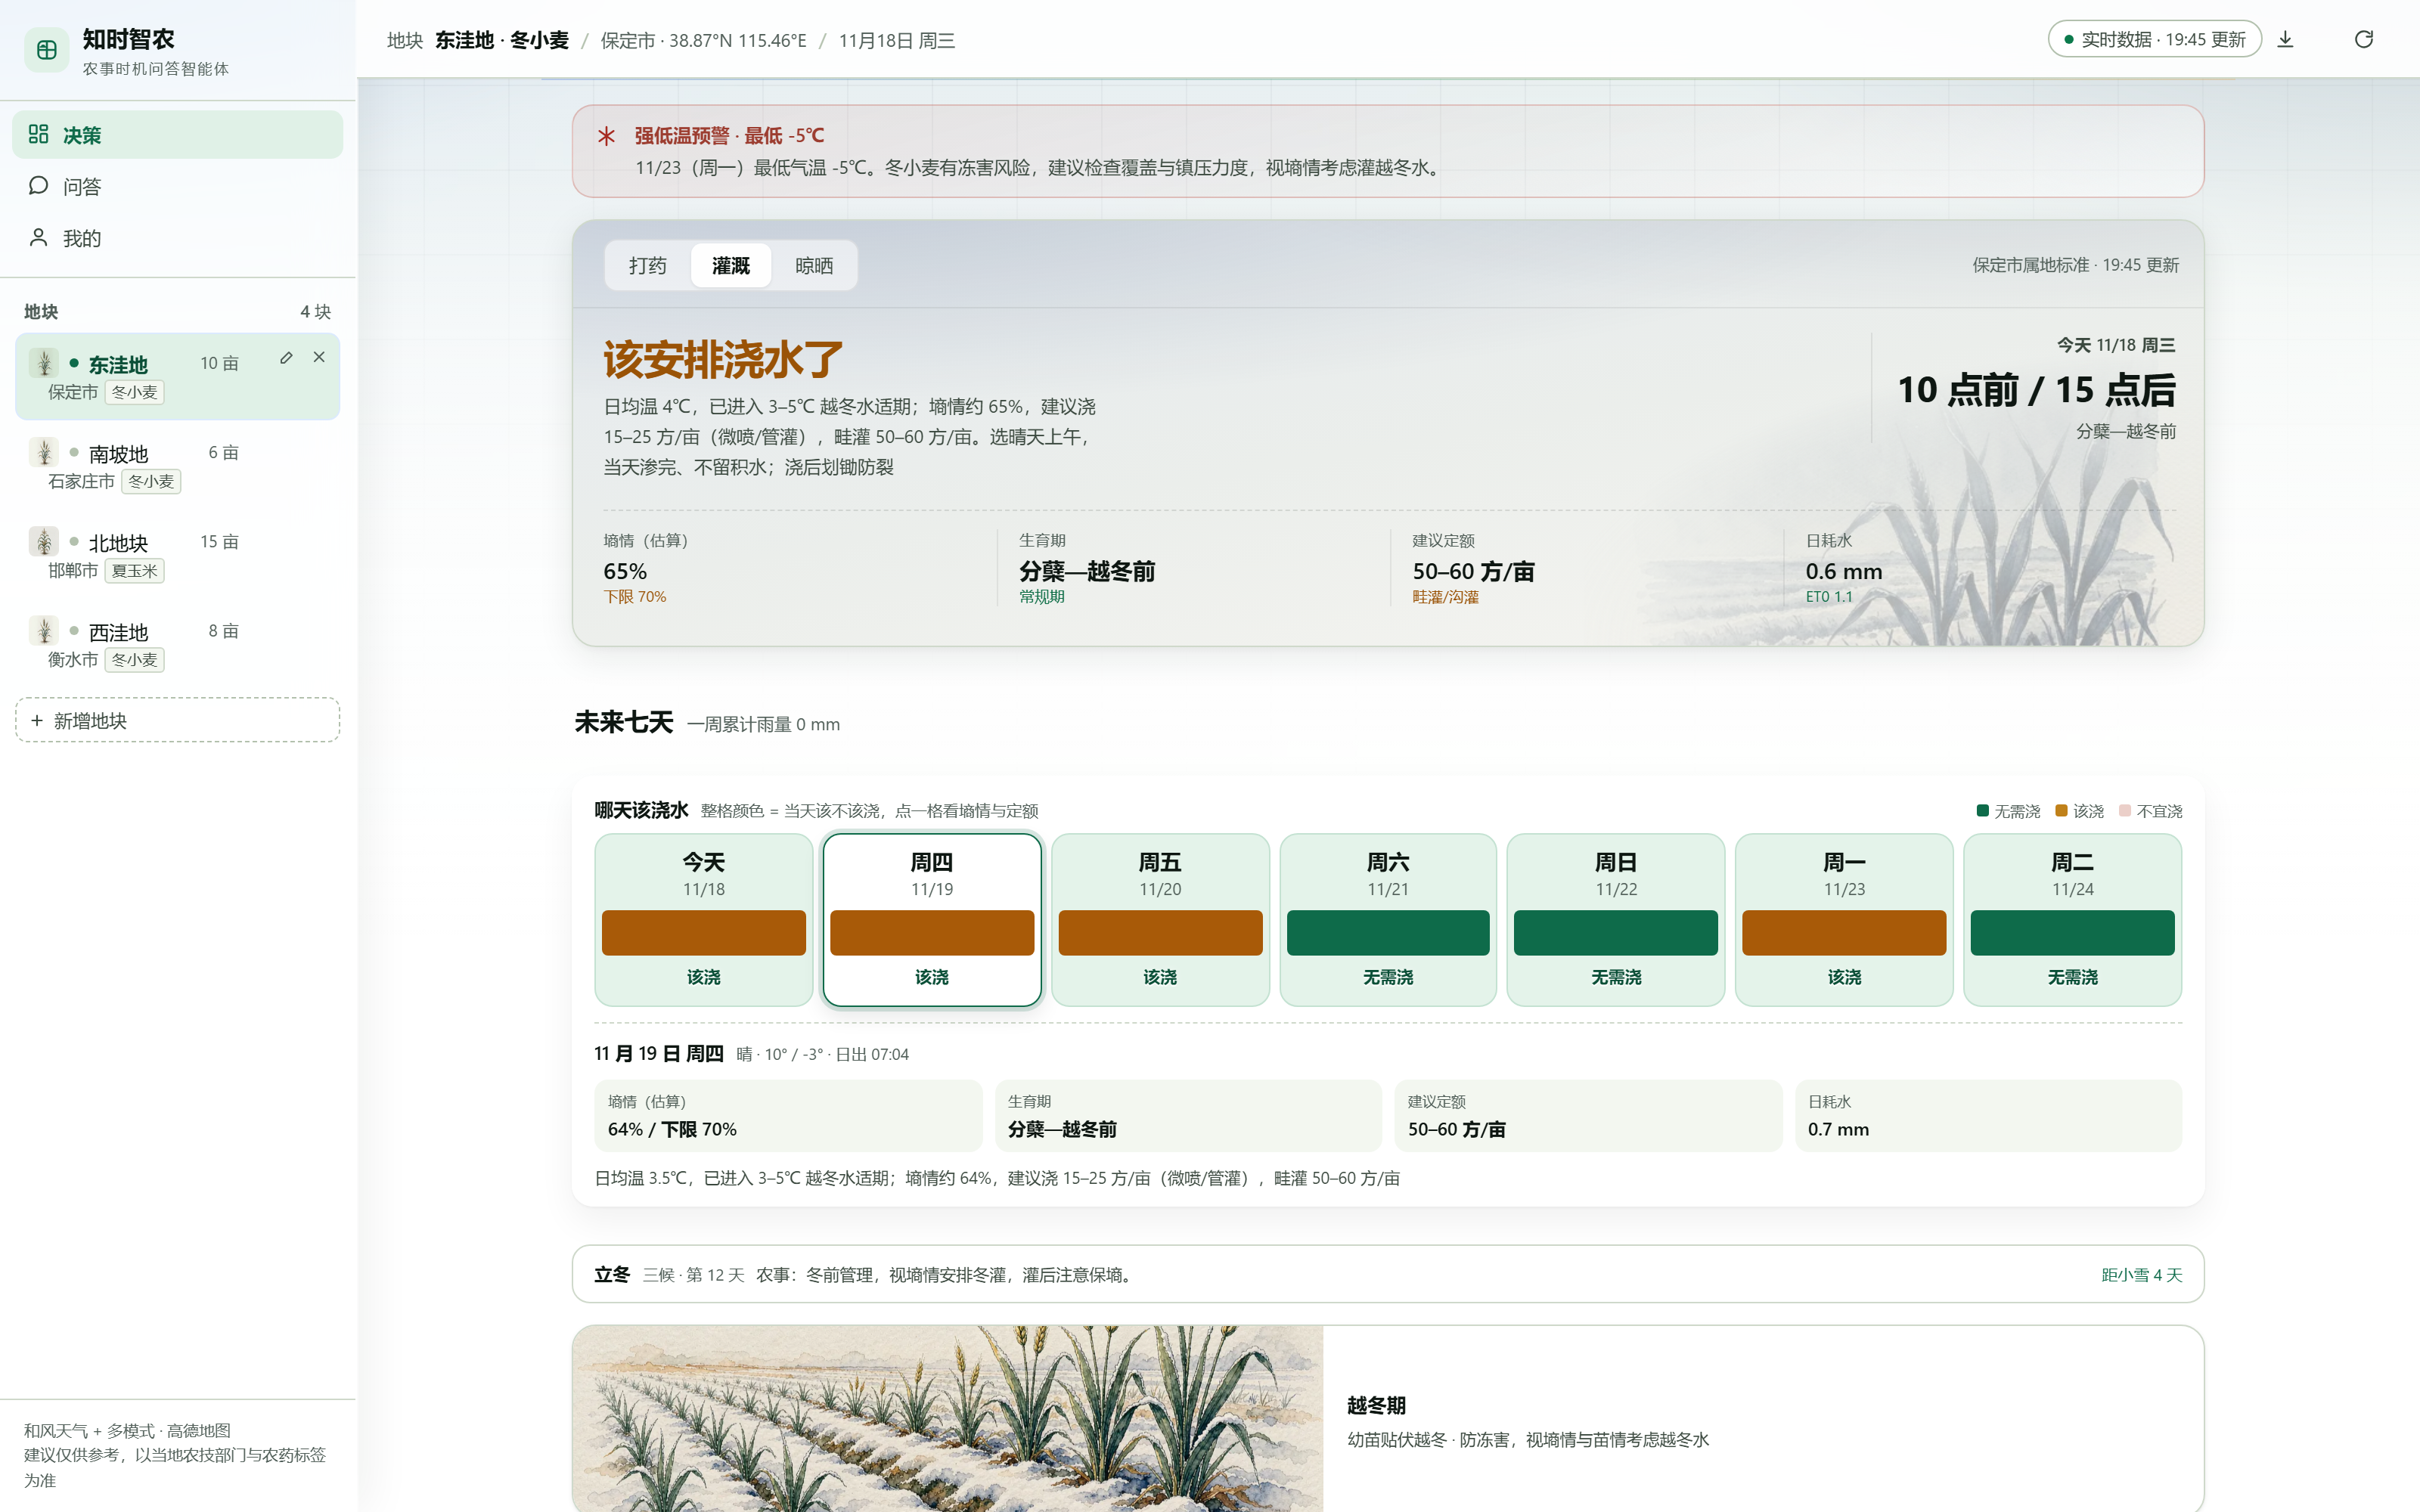 知时智农
农事时机问答智能体
决策
问答
我的
地块 4 块
东洼地 10 亩
保定市 冬小麦
南坡地 6 亩
石家庄市 冬小麦
北地块 15 亩
邯郸市 夏玉米
西洼地 8 亩
衡水市 冬小麦
+ 新增地块
和风天气 + 多模式 · 高德地图
建议仅供参考，以当地农技部门与农药标签
为准
地块 东洼地 · 冬小麦 / 保定市 · 38.87°N 115.46°E / 11月18日 周三
实时数据 · 19:45 更新
强低温预警 · 最低 -5℃
11/23（周一）最低气温 -5℃。冬小麦有冻害风险，建议检查覆盖与镇压力度，视墒情考虑灌越冬水。
打药 灌溉 晾晒
保定市属地标准 · 19:45 更新
该安排浇水了
日均温 4℃，已进入 3–5℃ 越冬水适期；墒情约 65%，建议浇
15–25 方/亩（微喷/管灌），畦灌 50–60 方/亩。选晴天上午，
当天渗完、不留积水；浇后划锄防裂
今天 11/18 周三
10 点前 / 15 点后
分蘖—越冬前
墒情（估算）
65%
下限 70%
生育期
分蘖—越冬前
常规期
建议定额
50–60 方/亩
畦灌/沟灌
日耗水
0.6 mm
ET0 1.1
未来七天 一周累计雨量 0 mm
哪天该浇水 整格颜色 = 当天该不该浇，点一格看墒情与定额
无需浇 该浇 不宜浇
今天
11/18
该浇
周四
11/19
该浇
周五
11/20
该浇
周六
11/21
无需浇
周日
11/22
无需浇
周一
11/23
该浇
周二
11/24
无需浇
11 月 19 日 周四 晴 · 10° / -3° · 日出 07:04
墒情（估算）
64% / 下限 70%
生育期
分蘖—越冬前
建议定额
50–60 方/亩
日耗水
0.7 mm
日均温 3.5℃，已进入 3–5℃ 越冬水适期；墒情约 64%，建议浇 15–25 方/亩（微喷/管灌），畦灌 50–60 方/亩
立冬 三候 · 第 12 天 农事：冬前管理，视墒情安排冬灌，灌后注意保墒。
距小雪 4 天
越冬期
幼苗贴伏越冬 · 防冻害，视墒情与苗情考虑越冬水